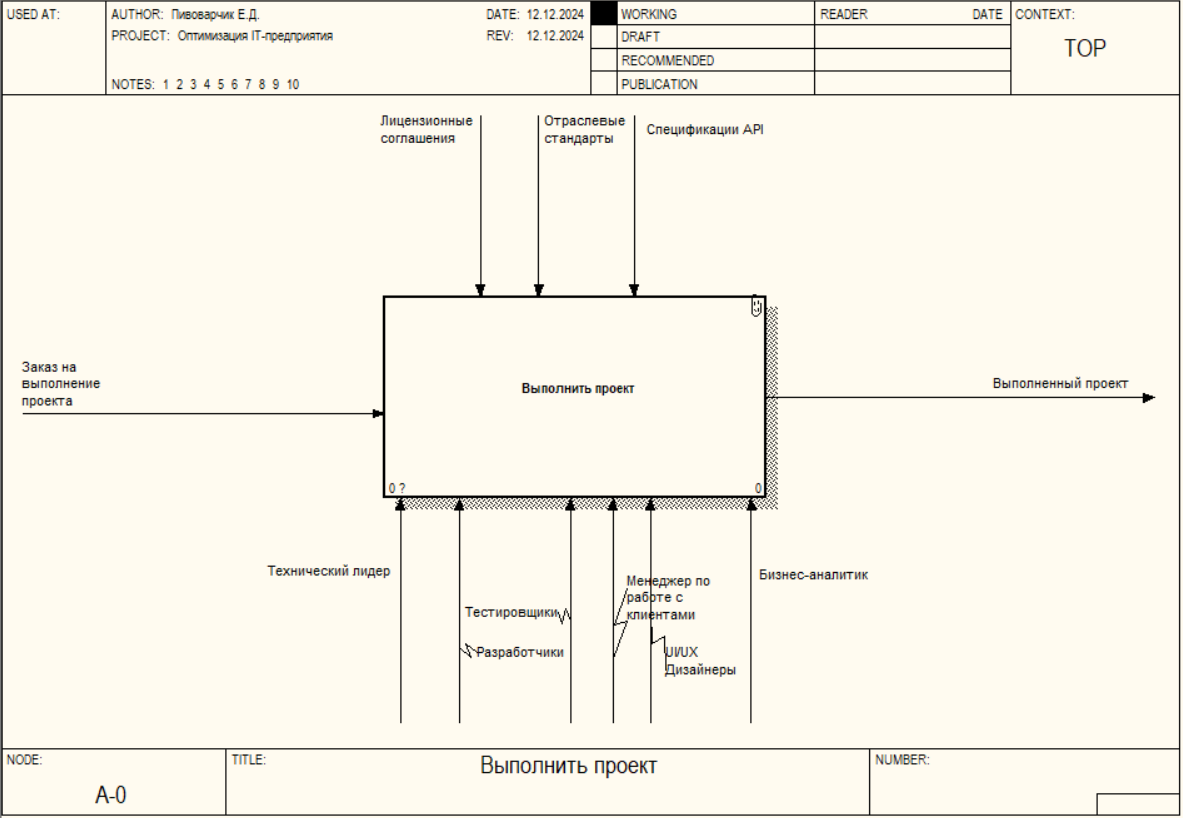 USED AT:
AUTHOR: Пивоварчик Е.Д.
DATE: 12.12.2024
WORKING
READER
DATE
CONTEXT:
PROJECT: Оптимизация IT-предприятия
REV: 12.12.2024
DRAFT
TOP
RECOMMENDED
NOTES: 1 2 3 4 5 6 7 8 9 10
PUBLICATION
Лицензионные
соглашения
Отраслевые
стандарты
Спецификации API
Заказ на
выполнение
проекта
Выполнить проект
Выполненный проект
0 ?
0
Технический лидер
Тестировщики
Разработчики
Менеджер по
работе с
клиентами
UI/UX
Дизайнеры
Бизнес-аналитик
NODE:
A-0
TITLE:
Выполнить проект
NUMBER: